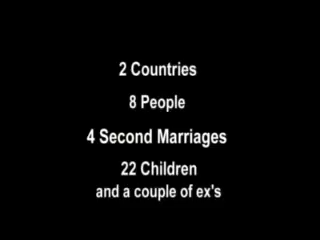 2 Countries
8 People
4 Second Marriages
22 Children
and a couple of ex's